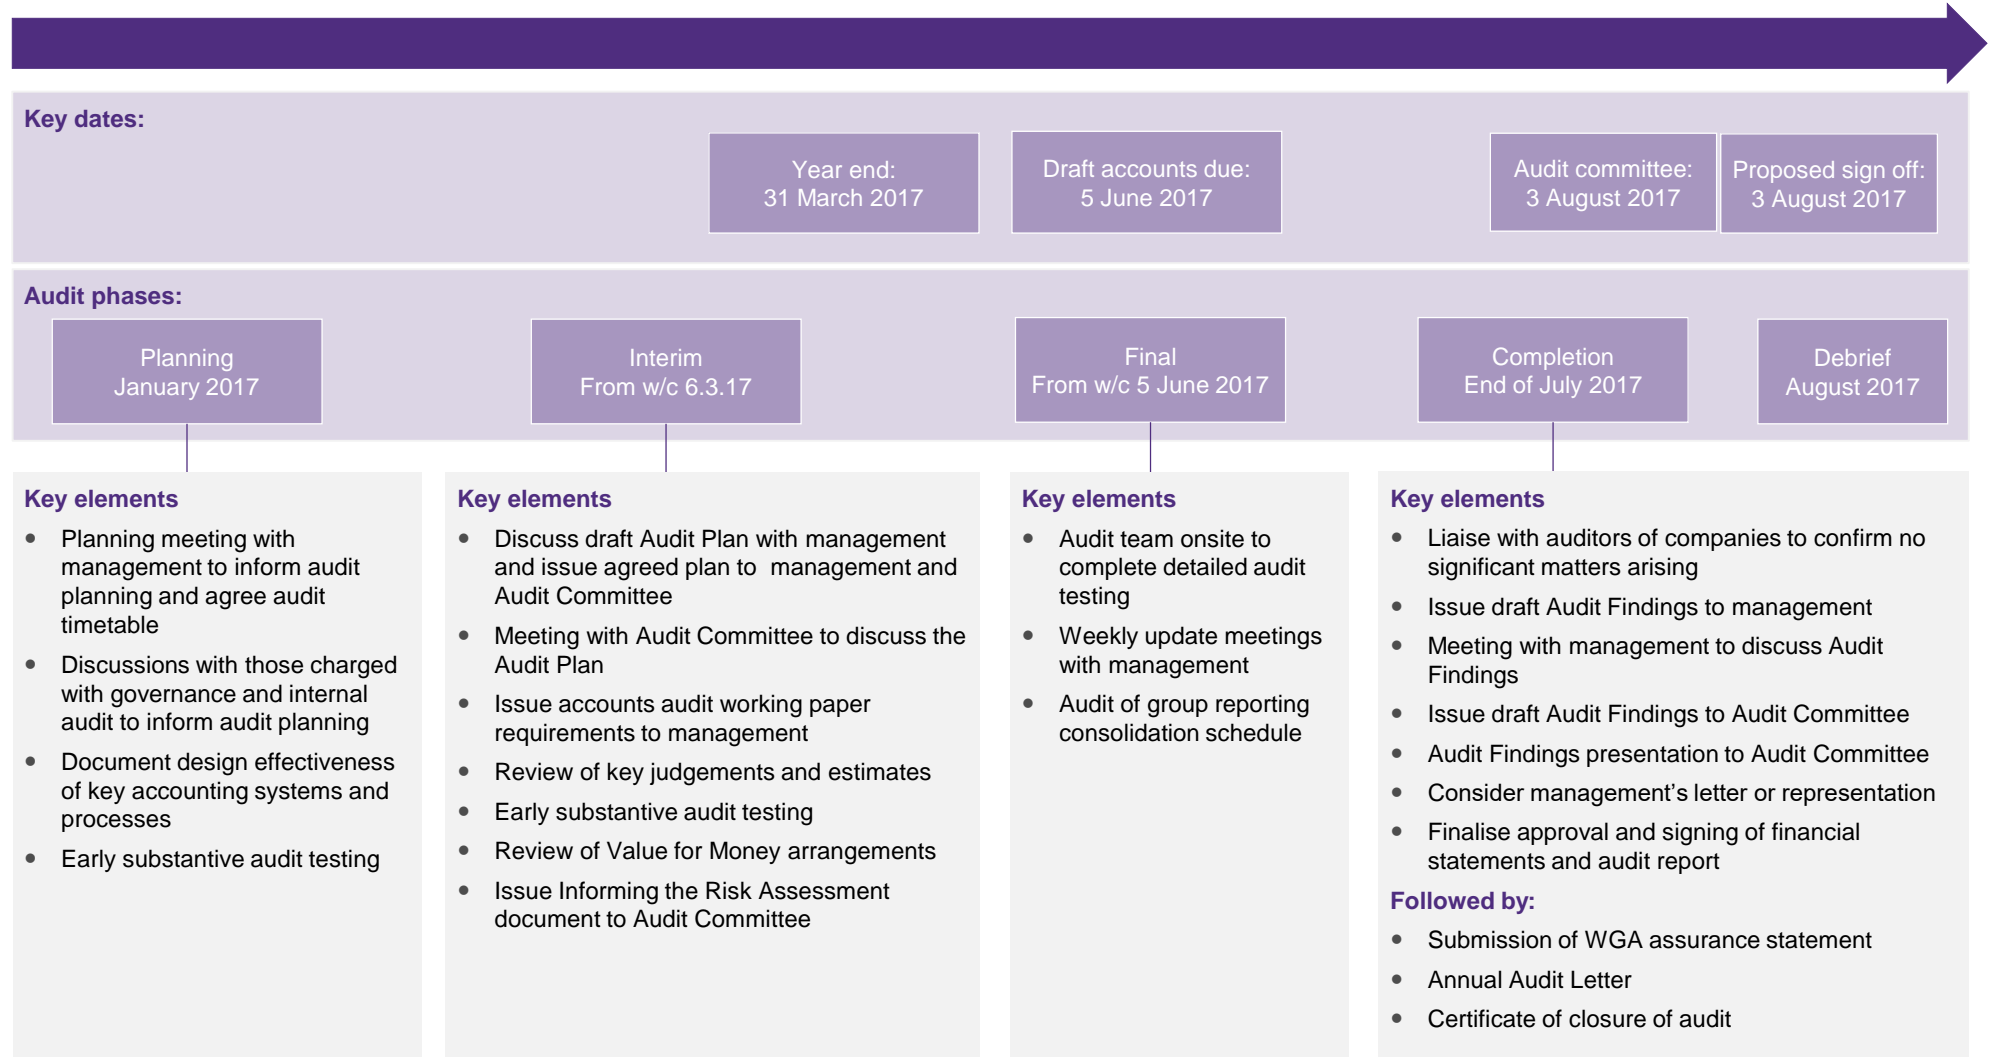 Key dates:
Year end:
31 March 2017
Draft accounts due:
5 June 2017
Audit committee:
3 August 2017
Proposed sign off:
3 August 2017
Audit phases:
Planning
January 2017
Interim
From w/c 6.3.17
Final
From w/c 5 June 2017
Completion
End of July 2017
Debrief
August 2017
Key elements
• Planning meeting with
management to inform audit
planning and agree audit
timetable
• Discussions with those charged
with governance and internal
audit to inform audit planning
• Document design effectiveness
of key accounting systems and
processes
• Early substantive audit testing
Key elements
• Discuss draft Audit Plan with management
and issue agreed plan to  management and
Audit Committee
• Meeting with Audit Committee to discuss the
Audit Plan
• Issue accounts audit working paper
requirements to management
• Review of key judgements and estimates
• Early substantive audit testing
• Review of Value for Money arrangements
• Issue Informing the Risk Assessment
document to Audit Committee
Key elements
• Audit team onsite to
complete detailed audit
testing
• Weekly update meetings
with management
• Audit of group reporting
consolidation schedule
Key elements
• Liaise with auditors of companies to confirm no
significant matters arising
• Issue draft Audit Findings to management
• Meeting with management to discuss Audit
Findings
• Issue draft Audit Findings to Audit Committee
• Audit Findings presentation to Audit Committee
• Consider management’s letter or representation
• Finalise approval and signing of financial
statements and audit report
Followed by:
• Submission of WGA assurance statement
• Annual Audit Letter
• Certificate of closure of audit